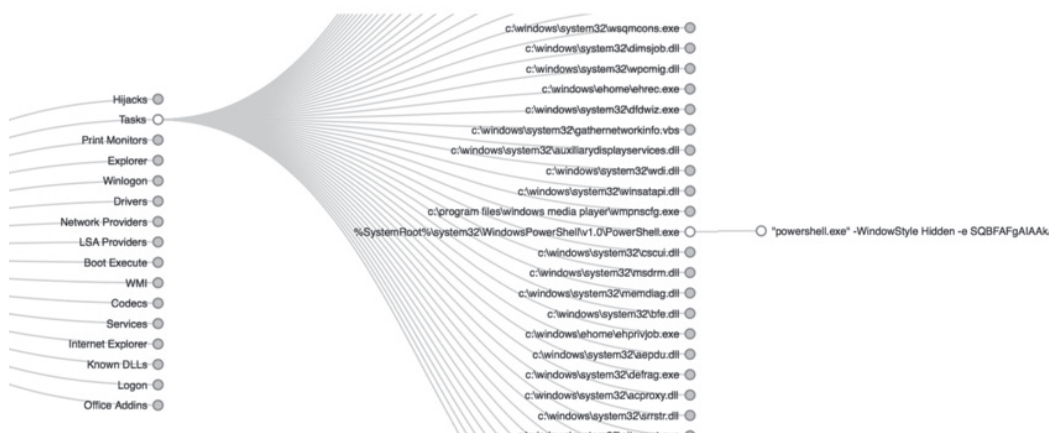 Hijacks
Tasks
Print Monitors
Explorer
Winlogon
Drivers
Network Providers
LSA Providers
Boot Execute
WMI
Codecs
Services
Internet Explorer
Known DLLs
Logon
Office Addins
c:\windows\system32\wsqmcons.exe
c:\windows\system32\dimsjob.dll
c:\windows\system32\wpcmig.dll
c:\windows\ehome\ehrec.exe
c:\windows\system32\dfdwiz.exe
c:\windows\system32\gathernetworkinfo.vbs
c:\windows\system32\auxiliarydisplayservices.dll
c:\windows\system32\wdi.dll
c:\windows\system32\winsatapi.dll
c:\program files\windows media player\wmpnscfg.exe
%SystemRoot%\system32\WindowsPowerShell\v1.0\PowerShell.exe
"powershell.exe" -WindowStyle Hidden -e SQBFAFgAIAAk
c:\windows\system32\cscui.dll
c:\windows\system32\msdrm.dll
c:\windows\system32\memdiag.dll
c:\windows\system32\bfe.dll
c:\windows\ehome\ehprivjob.exe
c:\windows\system32\aepdu.dll
c:\windows\system32\defrag.exe
c:\windows\system32\acproxy.dll
c:\windows\system32\srrstr.dll